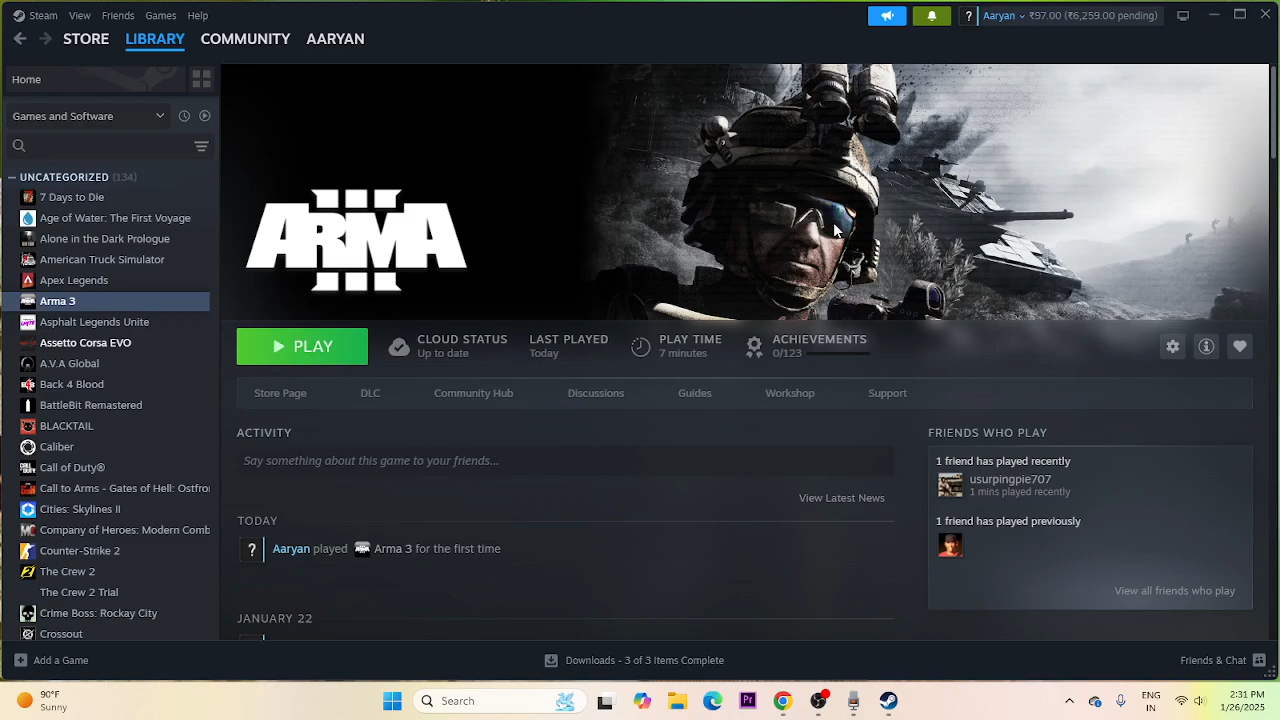 Steam View Friends Games Help
? Aaryan ₹97.00 (₹6,259.00 pending)
STORE LIBRARY COMMUNITY AARYAN
Home
Games and Software
UNCATEGORIZED (134)
7 Days to Die
Age of Water: The First Voyage
Alone in the Dark Prologue
American Truck Simulator
Apex Legends
Arma 3
Asphalt Legends Unite
Assetto Corsa EVO
A.V.A Global
Back 4 Blood
BattleBit Remastered
BLACKTAIL
Caliber
Call of Duty®
Call to Arms - Gates of Hell: Ostfro
Cities: Skylines II
Company of Heroes: Modern Comb
Counter-Strike 2
The Crew 2
The Crew 2 Trial
Crime Boss: Rockay City
Crossout
ARMA
III
PLAY
CLOUD STATUS
Up to date
LAST PLAYED
Today
PLAY TIME
7 minutes
ACHIEVEMENTS
0/123
Store Page DLC Community Hub Discussions Guides Workshop Support
ACTIVITY
Say something about this game to your friends...
View Latest News
TODAY
? Aaryan played Arma 3 for the first time
JANUARY 22
FRIENDS WHO PLAY
1 friend has played recently
usurpingpie707
1 mins played recently
1 friend has played previously
View all friends who play
Add a Game
Downloads - 3 of 3 Items Complete
Friends & Chat
90°F
Sunny
Search
Pr
ENG
IN
2:31 PM
1/26/2025